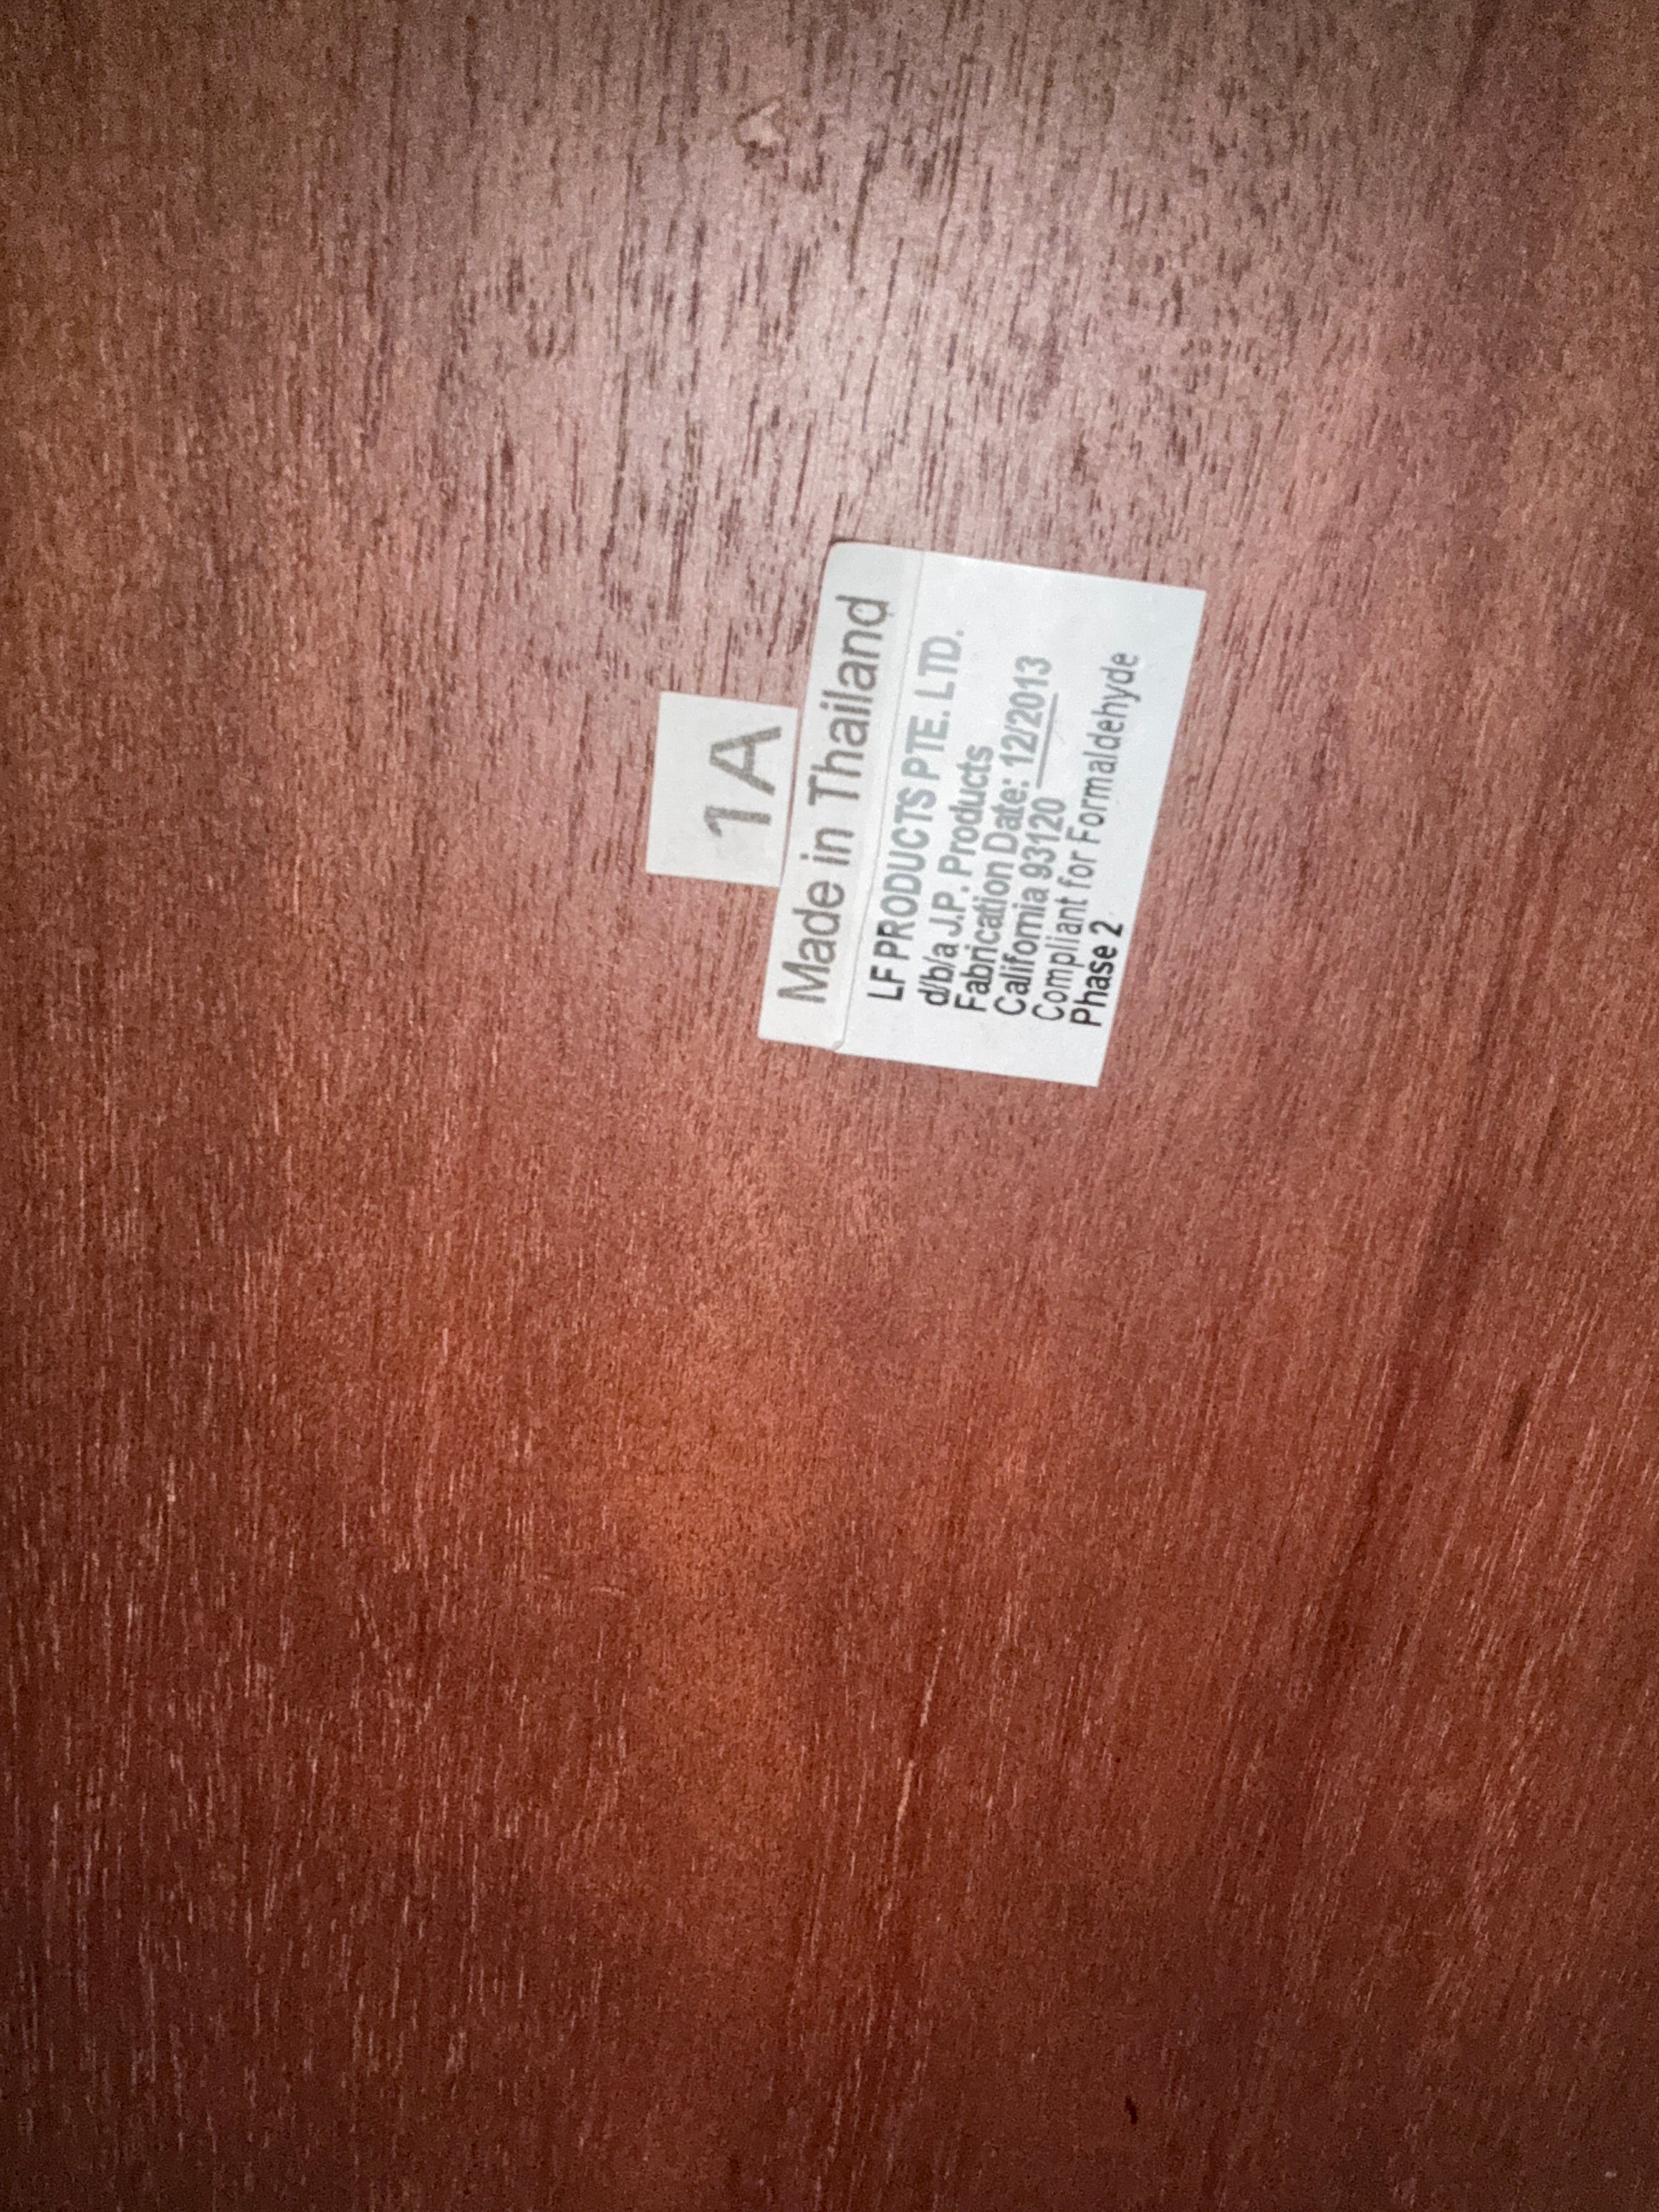 1A
Made in Thailand
LF PRODUCTS PTE. LTD.
d/b/a J.P. Products
Fabrication Date: 12/2013
California 93120
Compliant for Formaldehyde
Phase 2